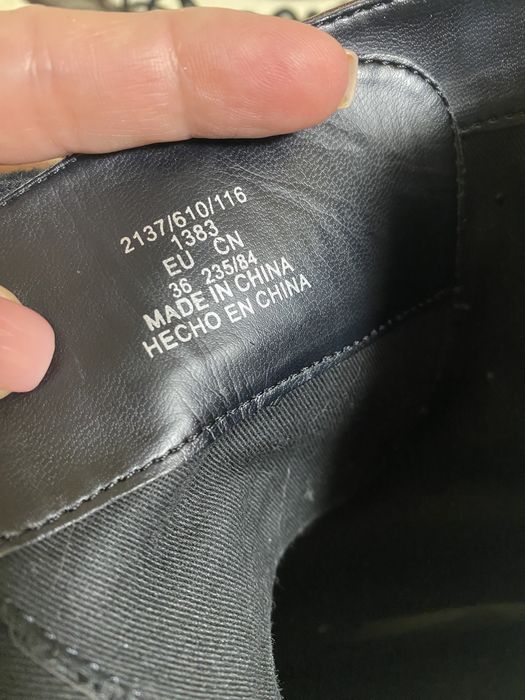 2137/610/116
1383
EU CN
36 235/84
MADE IN CHINA
HECHO EN CHINA